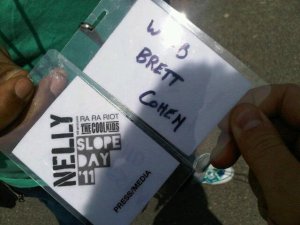 W B
BRETT
COHEN
NELLY
RA RA RIOT
THE COOL KIDS
SLOPE
DAY
'11
PRESS/MEDIA